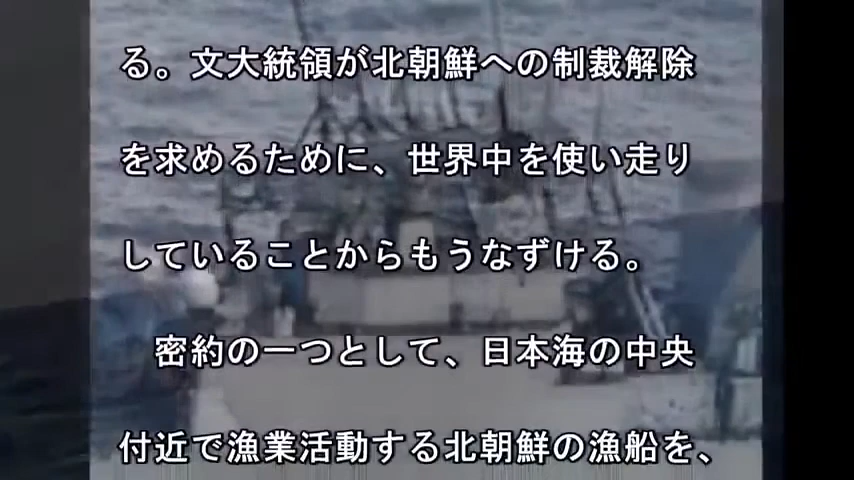 る。文大統領が北朝鮮への制裁解除
を求めるために、世界中を使い走り
していることからもうなずける。
密約の一つとして、日本海の中央
付近で漁業活動する北朝鮮の漁船を、